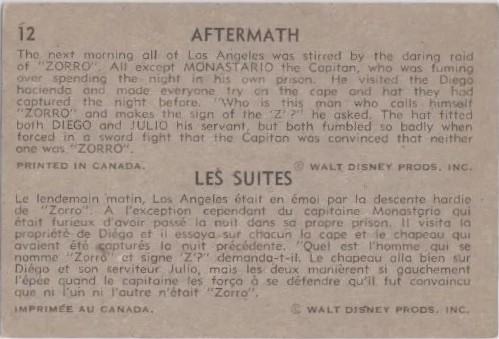 12 AFTERMATH
The next morning all of Los Angeles was stirred by the daring raid
of "ZORRO". All except MONASTARIO the Capitan, who was fuming
over spending the night in his own prison. He visited the Diego
hacienda and made everyone try on the cape and hat they had
captured the night before. "Who is this man who calls himself
"ZORRO" and makes the sign of the 'Z'?" he asked. The hat fitted
both DIEGO and JULIO his servant, but both fumbled so badly when
forced in a sword fight that the Capitan was convinced that neither
one was "ZORRO".
PRINTED IN CANADA. © WALT DISNEY PRODS. INC.
LES SUITES
Le lendemain matin, Los Angeles était en émoi par la descente hardie
de "Zorro". A l'exception cependant du capitaine Monastario qui
était furieux d'avoir passé la nuit dans sa propre prison. Il visita la
propriété de Diego et il essaya sur chacun la cape et le chapeau qui
avaient été capturés la nuit précédente. "Quel est l'homme qui se
nomme "Zorro" et signe 'Z'?" demanda-t-il. Le chapeau alla bien sur
Diégo et son serviteur Julio, mais les deux manièrent si gauchement
l'épée quand le capitaine les força à se défendre qu'il fut convaincu
que ni l'un ni l'autre n'était "Zorro".
IMPRIMÉE AU CANADA. © WALT DISNEY PRODS. INC.